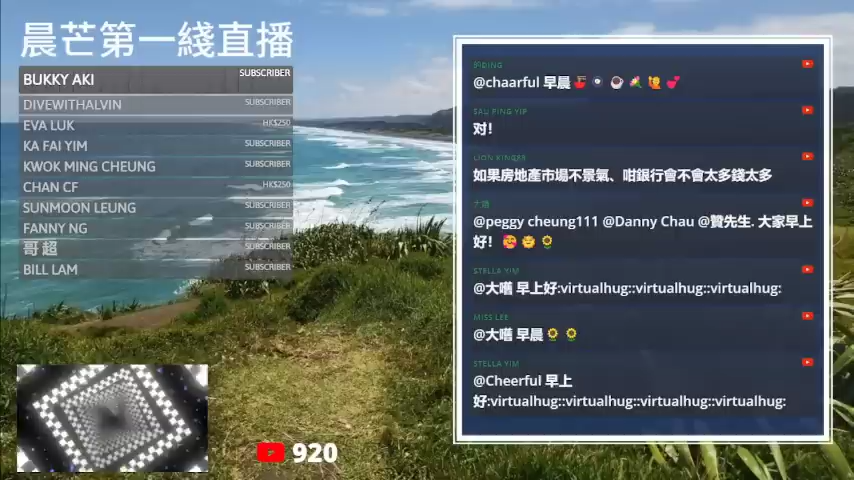 晨芒第一綫直播
BUKKY AKI SUBSCRIBER
DIVEWITHALVIN SUBSCRIBER
EVA LUK HK$250
KA FAI YIM SUBSCRIBER
KWOK MING CHEUNG SUBSCRIBER
CHAN CF HK$250
SUNMOON LEUNG SUBSCRIBER
FANNY NG SUBSCRIBER
哥 超 SUBSCRIBER
BILL LAM SUBSCRIBER
920
DING
@chaarful 早晨
SAU PING YIP
对!
LION KING88
如果房地產市場不景氣、咁銀行會不會太多錢太多
@peggy cheung111 @Danny Chau @贊先生. 大家早上
好!
STELLA YIM
@大嚿 早上好:virtualhug::virtualhug::virtualhug:
MISS LEE
@大嚿 早晨
STELLA YIM
@Cheerful 早上
好:virtualhug::virtualhug::virtualhug::virtualhug: